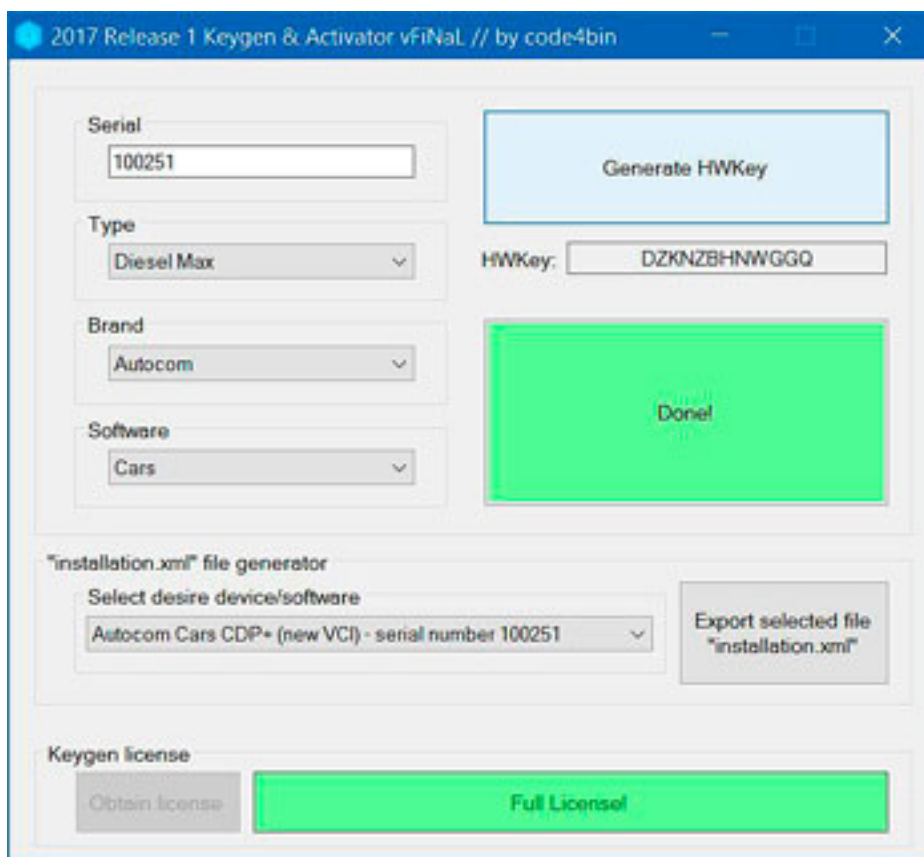 2017 Release 1 Keygen & Activator vFiNaL // by code4bin
Serial
100251
Generate HWKey
Type
Diesel Max
HWKey:
DZKNZBHNWGGQ
Brand
Autocom
Done!
Software
Cars
"installation.xml" file generator
Select desire device/software
Autocom Cars CDP+ (new VCI) - serial number 100251
Export selected file
"installation.xml"
Keygen license
Obtain license
Full License!